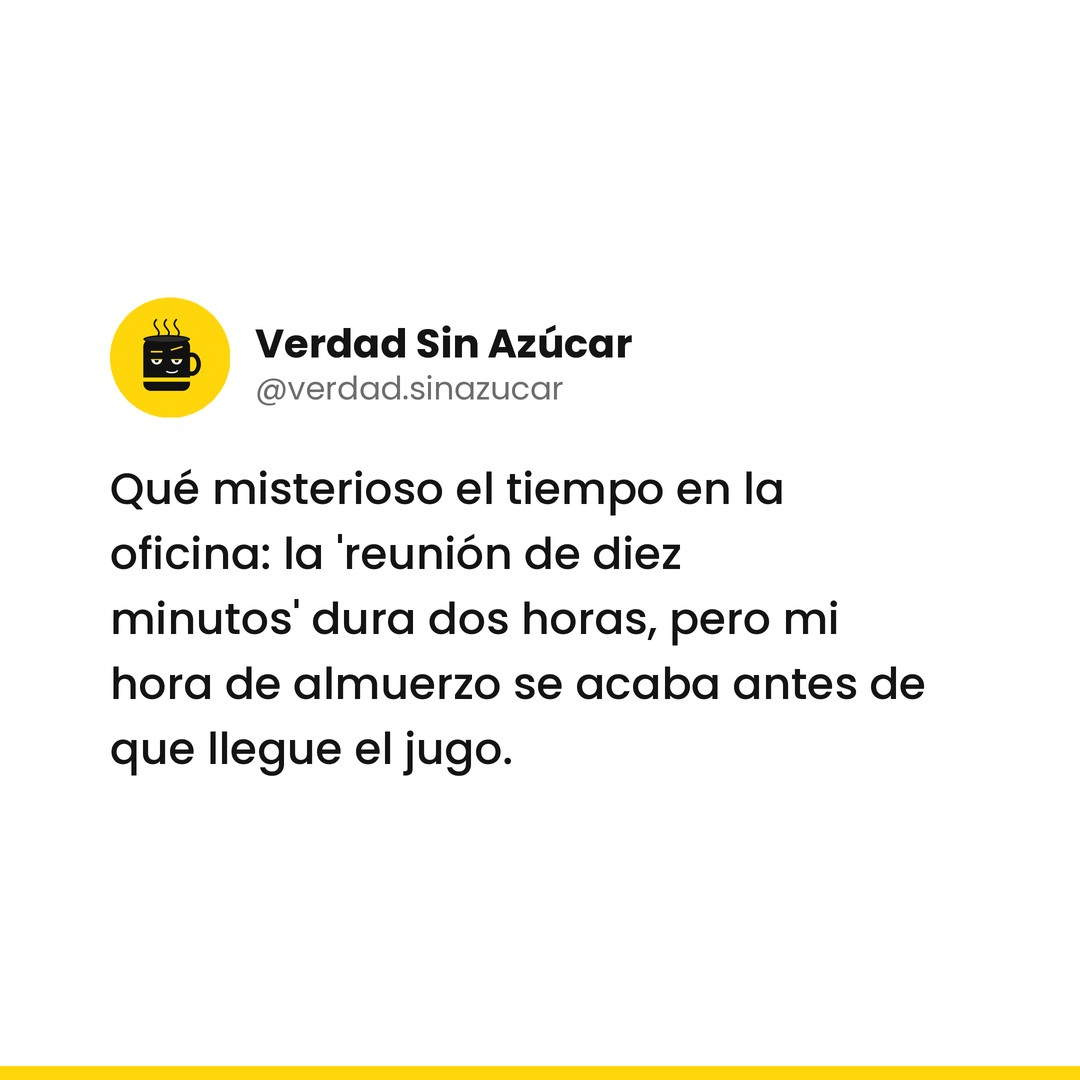 Verdad Sin Azúcar
@verdad.sinazucar
Qué misterioso el tiempo en la
oficina: la 'reunión de diez
minutos' dura dos horas, pero mi
hora de almuerzo se acaba antes de
que llegue el jugo.